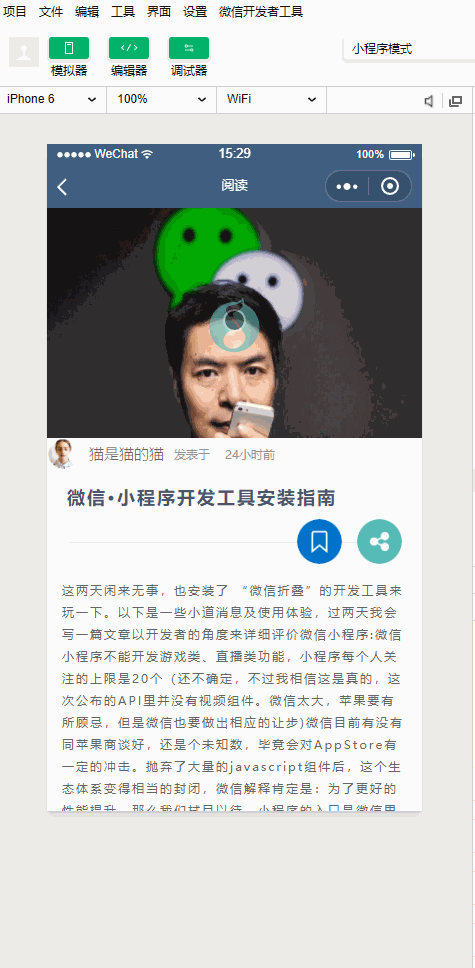 项目 文件 编辑 工具 界面 设置 微信开发者工具
模拟器 编辑器 调试器 小程序模式
iPhone 6 100% WiFi
WeChat 15:29 100%
阅读
猫是猫的猫 发表于 24小时前
微信•小程序开发工具安装指南
这两天闲来无事，也安装了 “微信折叠”的开发工具来
玩一下。以下是一些小道消息及使用体验，过两天我会
写一篇文章以开发者的角度来详细评价微信小程序:微信
小程序不能开发游戏类、直播类功能，小程序每个人关
注的上限是20个（还不确定，不过我相信这是真的，这
次公布的API里并没有视频组件。微信太大，苹果要有
所顾忌，但是微信也要做出相应的让步)微信目前有没有
同苹果商谈好，还是个未知数，毕竟会对AppStore有
一定的冲击。抛弃了大量的javascript组件后，这个生
态体系变得相当的封闭，微信解释肯定是：为了更好的
性能提升。那么我们拭目以待。小程序的入口是微信里